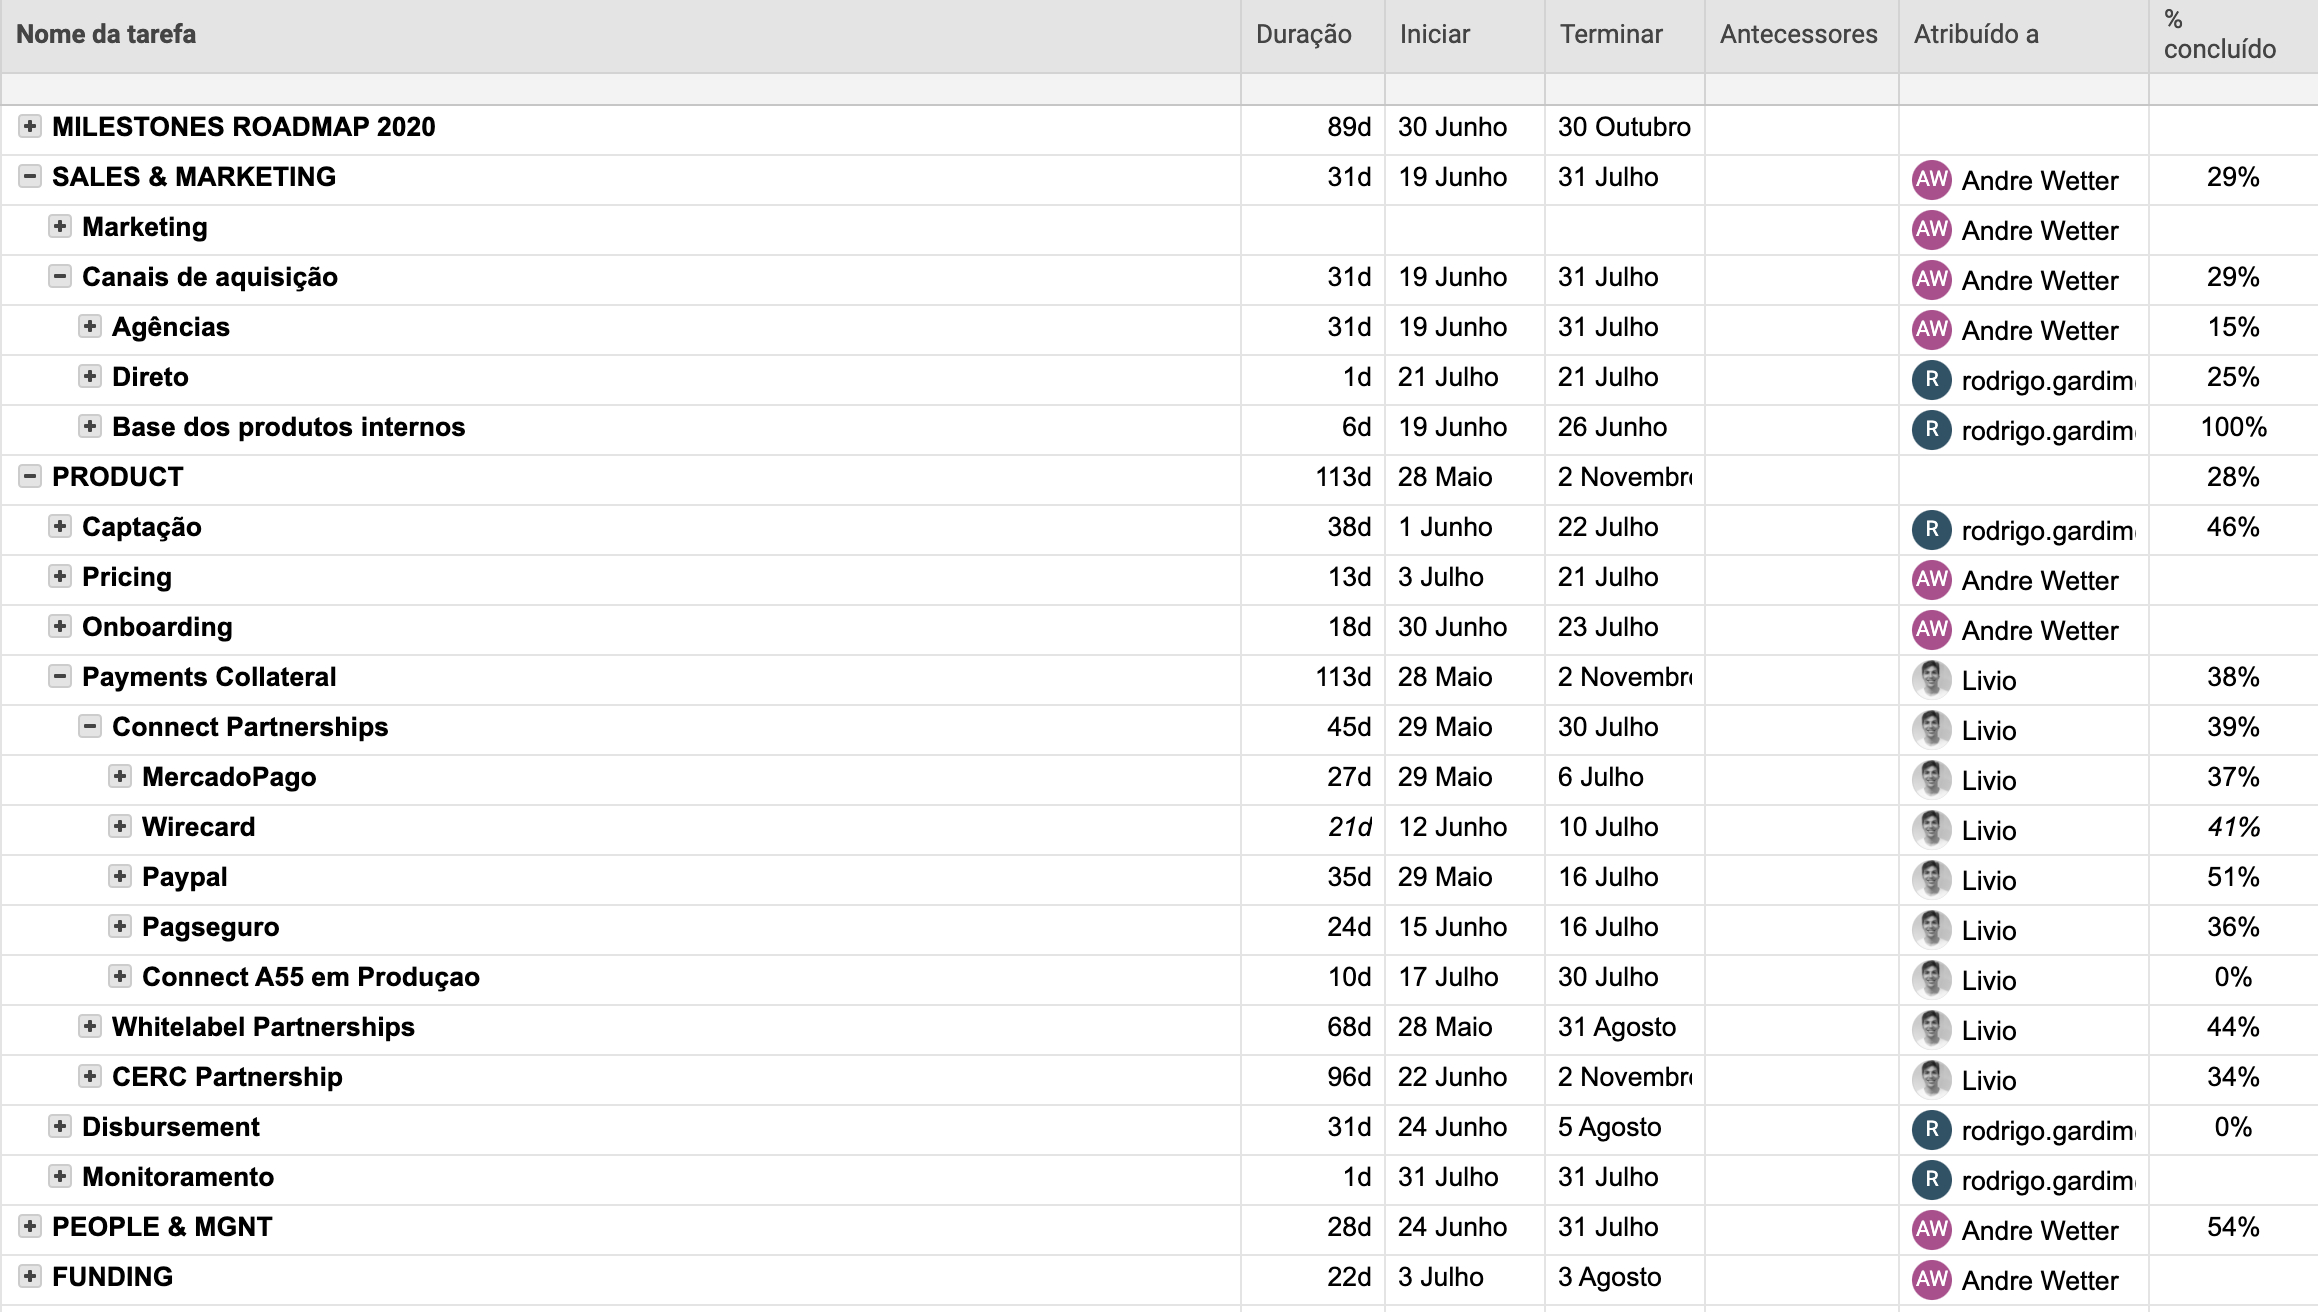 Nome da tarefa Duração Iniciar Terminar Antecessores Atribuído a % concluído
MILESTONES ROADMAP 2020 89d 30 Junho 30 Outubro
SALES & MARKETING 31d 19 Junho 31 Julho AW Andre Wetter 29%
Marketing AW Andre Wetter
Canais de aquisição 31d 19 Junho 31 Julho AW Andre Wetter 29%
Agências 31d 19 Junho 31 Julho AW Andre Wetter 15%
Direto 1d 21 Julho 21 Julho R rodrigo.gardim 25%
Base dos produtos internos 6d 19 Junho 26 Junho R rodrigo.gardim 100%
PRODUCT 113d 28 Maio 2 Novembr 28%
Captação 38d 1 Junho 22 Julho R rodrigo.gardim 46%
Pricing 13d 3 Julho 21 Julho AW Andre Wetter
Onboarding 18d 30 Junho 23 Julho AW Andre Wetter
Payments Collateral 113d 28 Maio 2 Novembr Livio 38%
Connect Partnerships 45d 29 Maio 30 Julho Livio 39%
MercadoPago 27d 29 Maio 6 Julho Livio 37%
Wirecard 21d 12 Junho 10 Julho Livio 41%
Paypal 35d 29 Maio 16 Julho Livio 51%
Pagseguro 24d 15 Junho 16 Julho Livio 36%
Connect A55 em Produçao 10d 17 Julho 30 Julho Livio 0%
Whitelabel Partnerships 68d 28 Maio 31 Agosto Livio 44%
CERC Partnership 96d 22 Junho 2 Novembr Livio 34%
Disbursement 31d 24 Junho 5 Agosto R rodrigo.gardim 0%
Monitoramento 1d 31 Julho 31 Julho R rodrigo.gardim
PEOPLE & MGNT 28d 24 Junho 31 Julho AW Andre Wetter 54%
FUNDING 22d 3 Julho 3 Agosto AW Andre Wetter